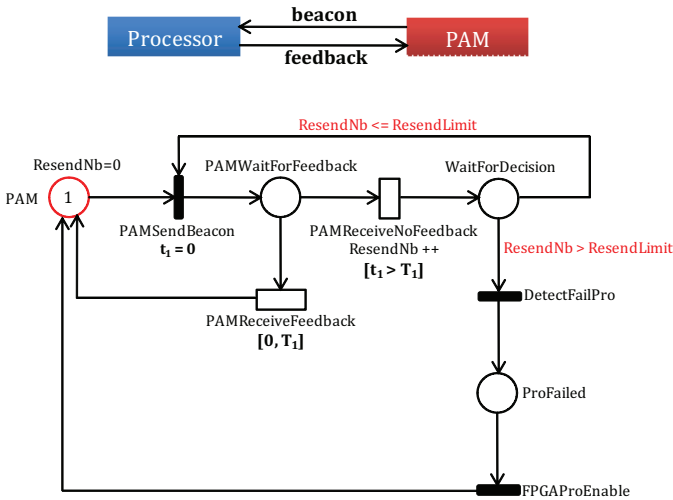 beacon
Processor
PAM
feedback
ResendNb <= ResendLimit
ResendNb=0
PAMWaitForFeedback
WaitForDecision
PAM
1
PAMSendBeacon
t₁ = 0
PAMReceiveNoFeedback
ResendNb ++
[t₁ > T₁]
ResendNb > ResendLimit
DetectFailPro
PAMReceiveFeedback
[0, T₁]
ProFailed
FPGAProEnable